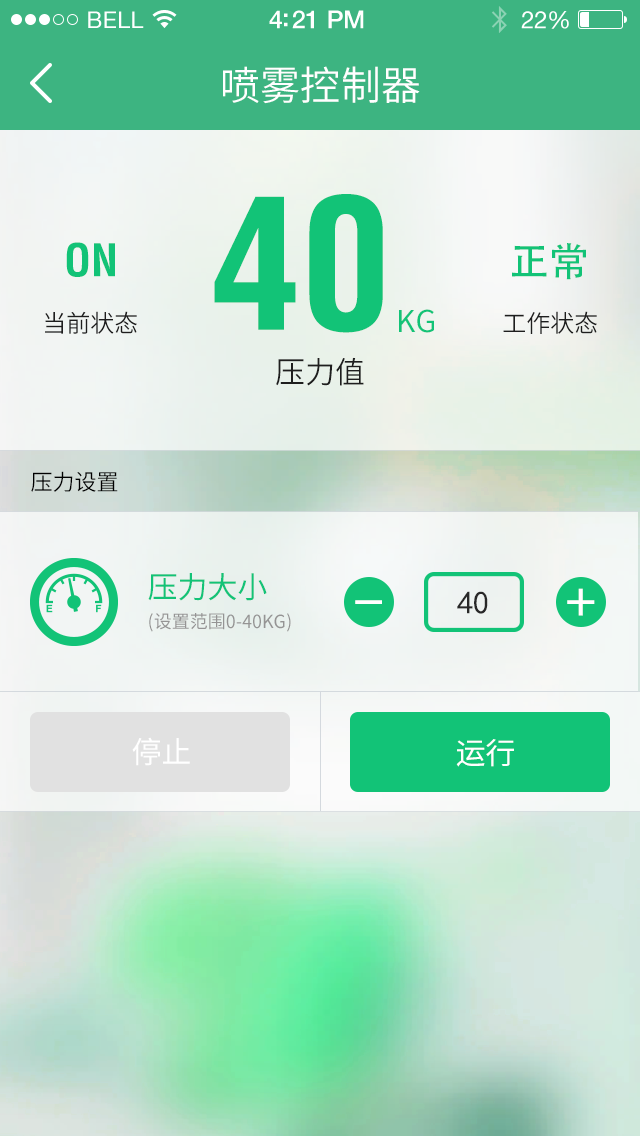 BELL 4:21 PM 22%
喷雾控制器
ON 40 KG 正常
当前状态 压力值 工作状态
压力设置
E F 压力大小 40
(设置范围0-40KG)
停止 运行